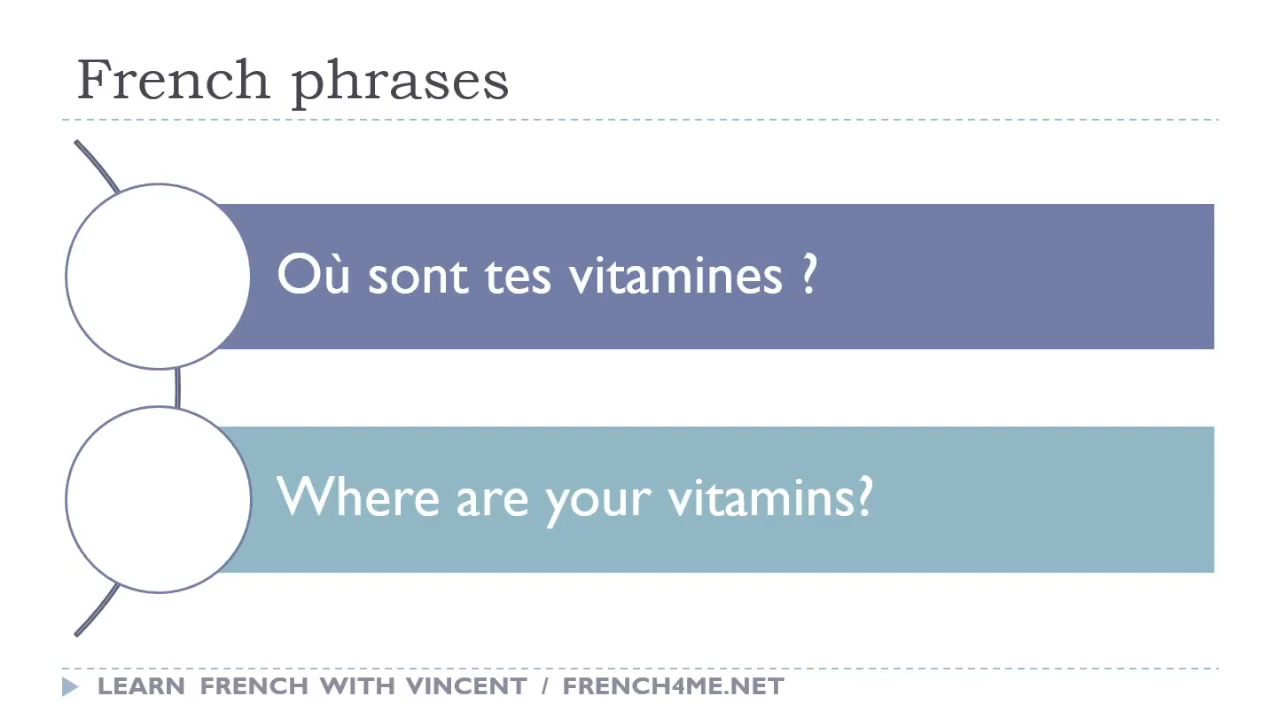 French phrases
Où sont tes vitamines ?
Where are your vitamins?
LEARN FRENCH WITH VINCENT / FRENCH4ME.NET